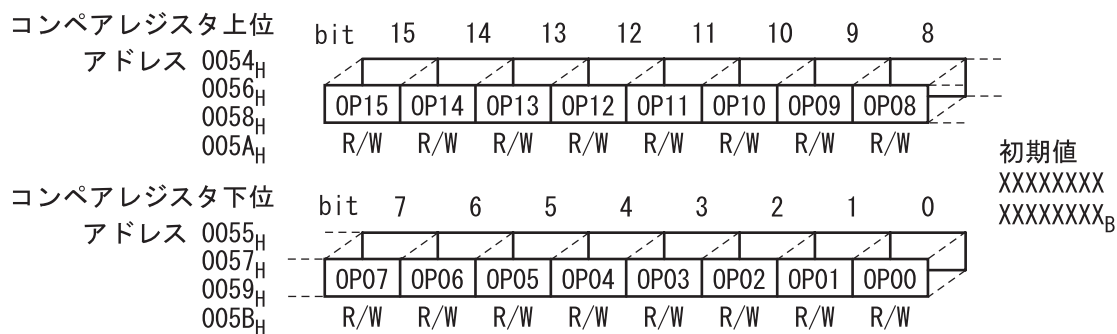 コンペアレジスタ上位 bit 15 14 13 12 11 10 9 8
アドレス 0054H
0056H
OP15 OP14 OP13 OP12 OP11 OP10 OP09 OP08
0058H
005AH R/W R/W R/W R/W R/W R/W R/W R/W
初期値
XXXXXXXX
XXXXXXXXB
コンペアレジスタ下位 bit 7 6 5 4 3 2 1 0
アドレス 0055H
0057H
OP07 OP06 OP05 OP04 OP03 OP02 OP01 OP00
0059H
005BH R/W R/W R/W R/W R/W R/W R/W R/W